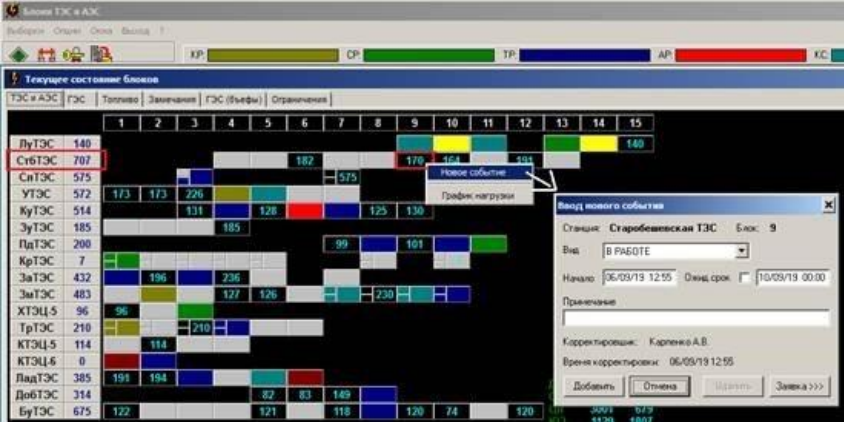 Блоки ТЭС и АЭС
Выборки Опции Окна Выход ?
КР: СР: ТР: АР: КС:
Текущее состояние блоков
ТЭС и АЭС ГЭС Топливо Замечания ГЭС (бъефы) Ограничения
1 2 3 4 5 6 7 8 9 10 11 12 13 14 15
ЛуТЭС 140 140
СтбТЭС 707 182 170 164 191
СлТЭС 575 575
УТЭС 572 173 173 226
КуТЭС 514 131 128 125 130
ЗуТЭС 185 185
ПдТЭС 200 99 101
КрТЭС 7
ЗаТЭС 432 196 236
ЗмТЭС 483 127 126 230
ХТЭЦ-5 96 96
ТрТЭС 210 210
КТЭЦ-5 114 114
КТЭЦ-6 0
ЛадТЭС 385 191 194
ДобТЭС 314 82 83 149
БуТЭС 675 122 121 118 120 74 120
Новое событие
График нагрузки
Ввод нового события
Станция: Старобешевская ТЭС Блок: 9
Вид В РАБОТЕ
Начало 06/09/19 12:55 Ожид.срок 10/09/19 00:00
Примечание
Корректировщик: Карпенко А.В.
Время корректировки: 06/09/19 12:55
Добавить Отмена Удалить Заявка >>>
3001 679
1129 1807